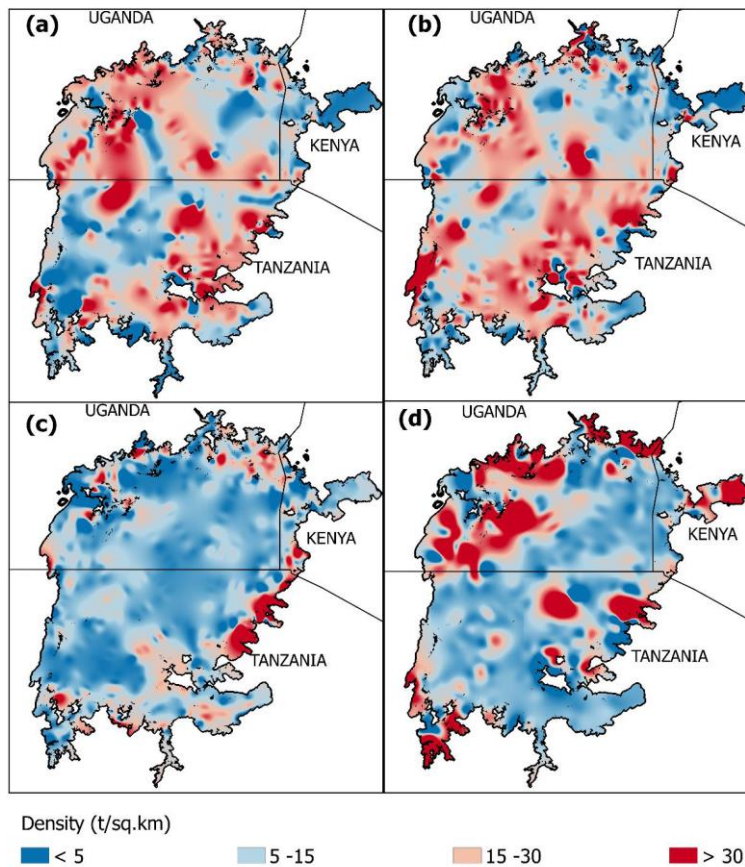 UGANDA
(a)
KENYA
TANZANIA
UGANDA
(b)
KENYA
TANZANIA
UGANDA
(c)
KENYA
TANZANIA
UGANDA
(d)
KENYA
TANZANIA
Density (t/sq.km)
< 5
5 -15
15 -30
> 30